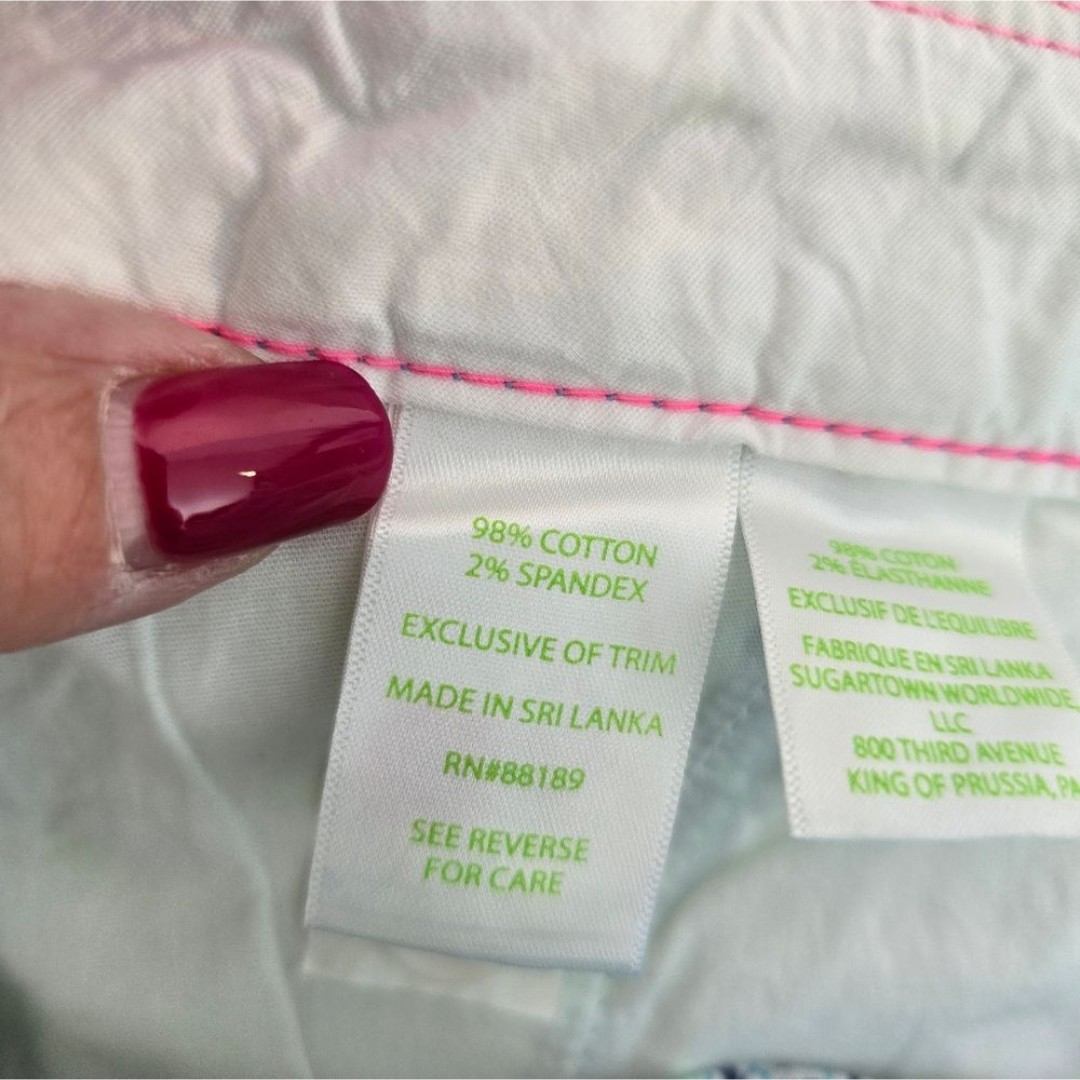 98% COTTON
2% SPANDEX
EXCLUSIVE OF TRIM
MADE IN SRI LANKA
RN#88189
SEE REVERSE
FOR CARE
98% COTON
2% ÉLASTHANNE
EXCLUSIF DE L'EQUILIBRE
FABRIQUE EN SRI LANKA
SUGARTOWN WORLDWIDE,
LLC
800 THIRD AVENUE
KING OF PRUSSIA, PA